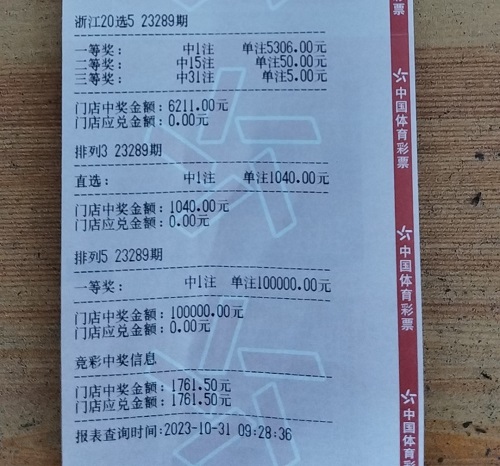 浙江20选5 23289期
一等奖： 中1注 单注5306.00元
二等奖： 中15注 单注50.00元
三等奖： 中31注 单注5.00元
门店中奖金额：6211.00元
门店应兑金额：0.00元
排列3 23289期
直选： 中1注 单注1040.00元
门店中奖金额：1040.00元
门店应兑金额：0.00元
排列5 23289期
一等奖： 中1注 单注100000.00元
门店中奖金额：100000.00元
门店应兑金额：0.00元
竞彩中奖信息
门店中奖金额：1761.50元
门店应兑金额：1761.50元
报表查询时间：2023-10-31 09:28:36
彩票
中国体育彩票
中国体育彩票
中国体育彩